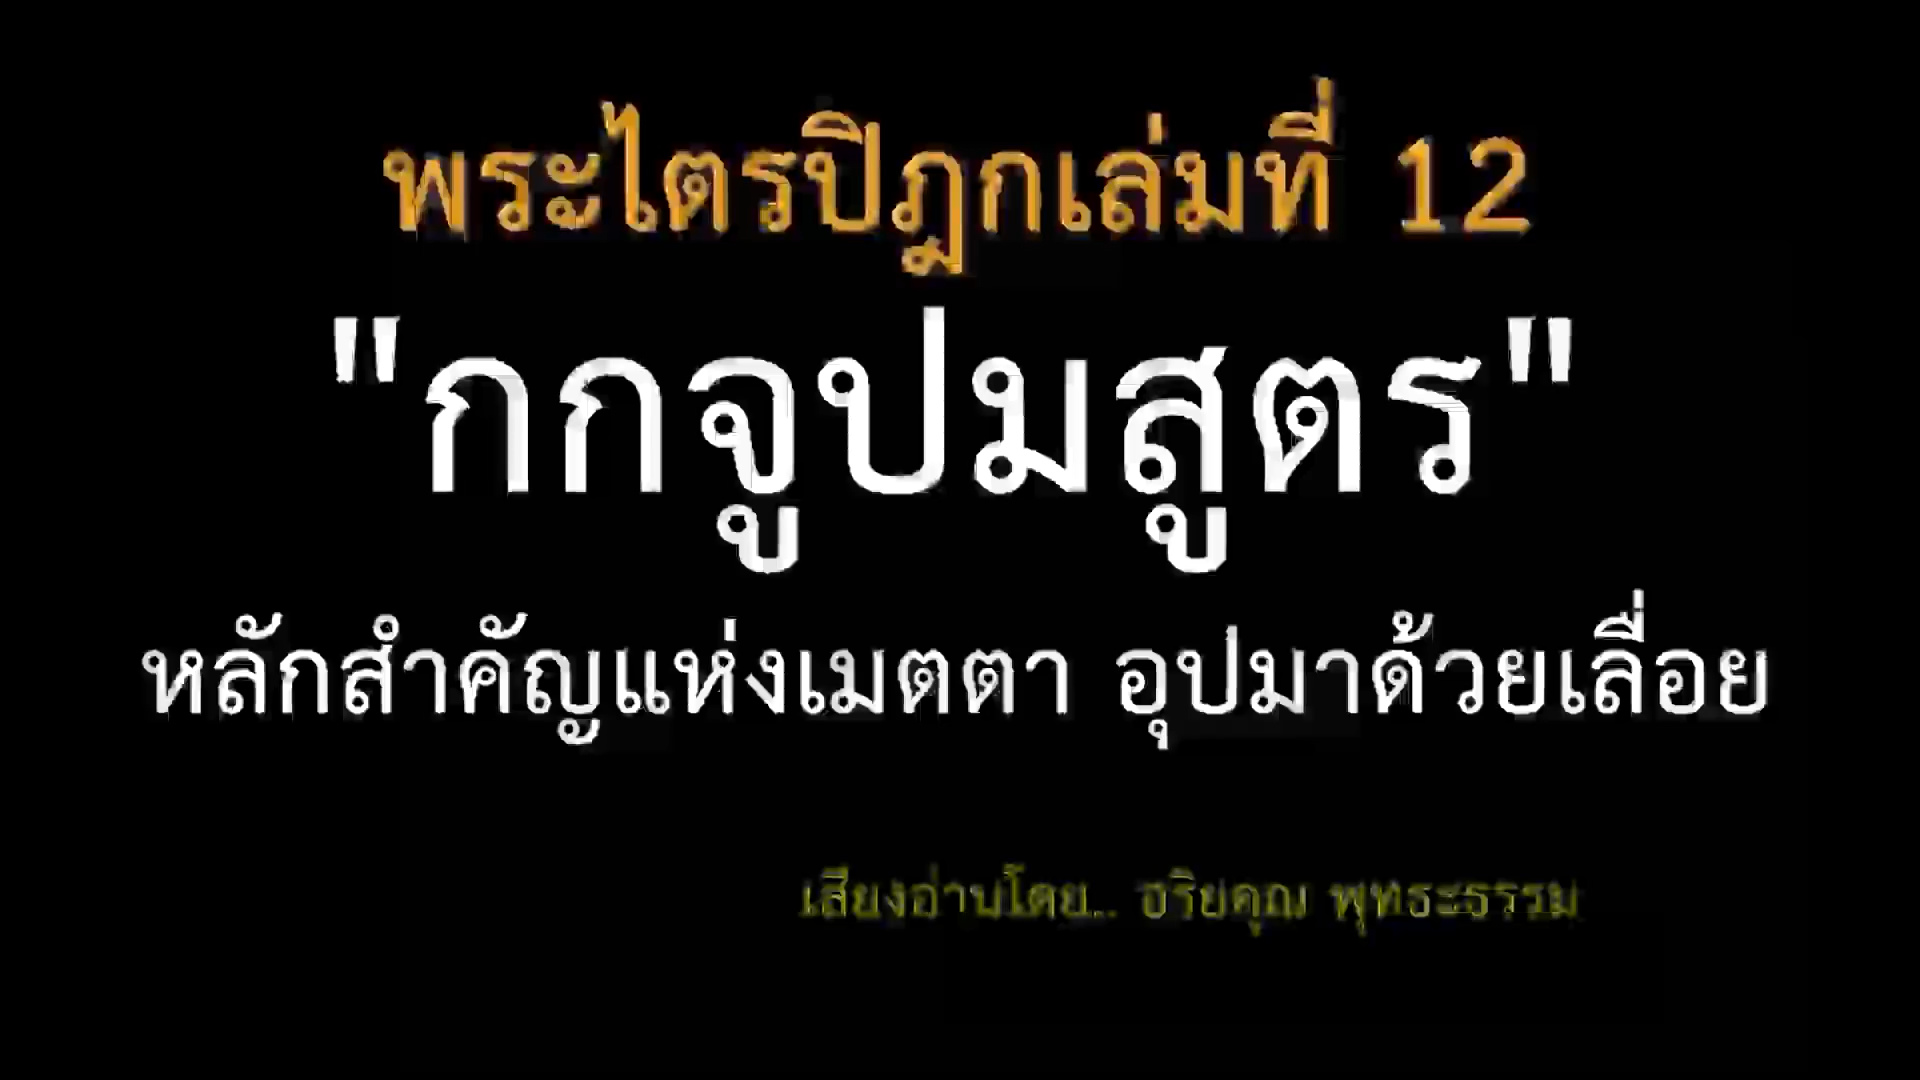 พระไตรปิฎกเล่มที่ 12
"กกจูปมสูตร"
หลักสำคัญแห่งเมตตา อุปมาด้วยเลื่อย
เสียงอ่านโดย... อริยคุณ พุทธะธรรม